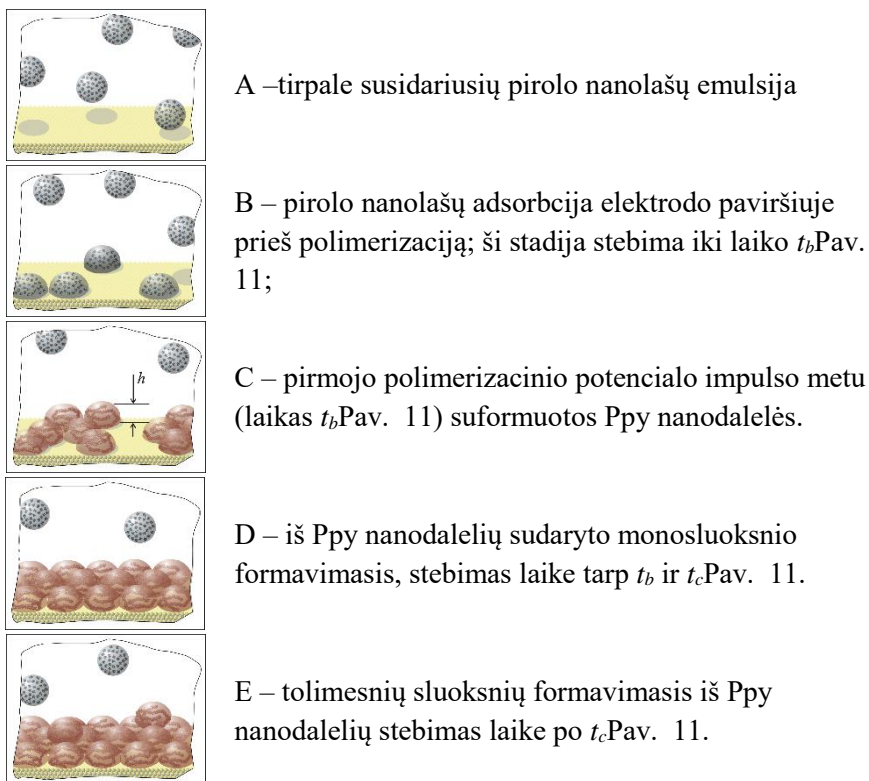 A –tirpale susidariusių pirolo nanolašų emulsija
B – pirolo nanolašų adsorbcija elektrodo paviršiuje
prieš polimerizaciją; ši stadija stebima iki laiko tbPav.
11;
h
C – pirmojo polimerizacinio potencialo impulso metu
(laikas tbPav. 11) suformuotos Ppy nanodalelės.
D – iš Ppy nanodalelių sudaryto monosluoksnio
formavimasis, stebimas laike tarp tb ir tcPav. 11.
E – tolimesnių sluoksnių formavimasis iš Ppy
nanodalelių stebimas laike po tcPav. 11.